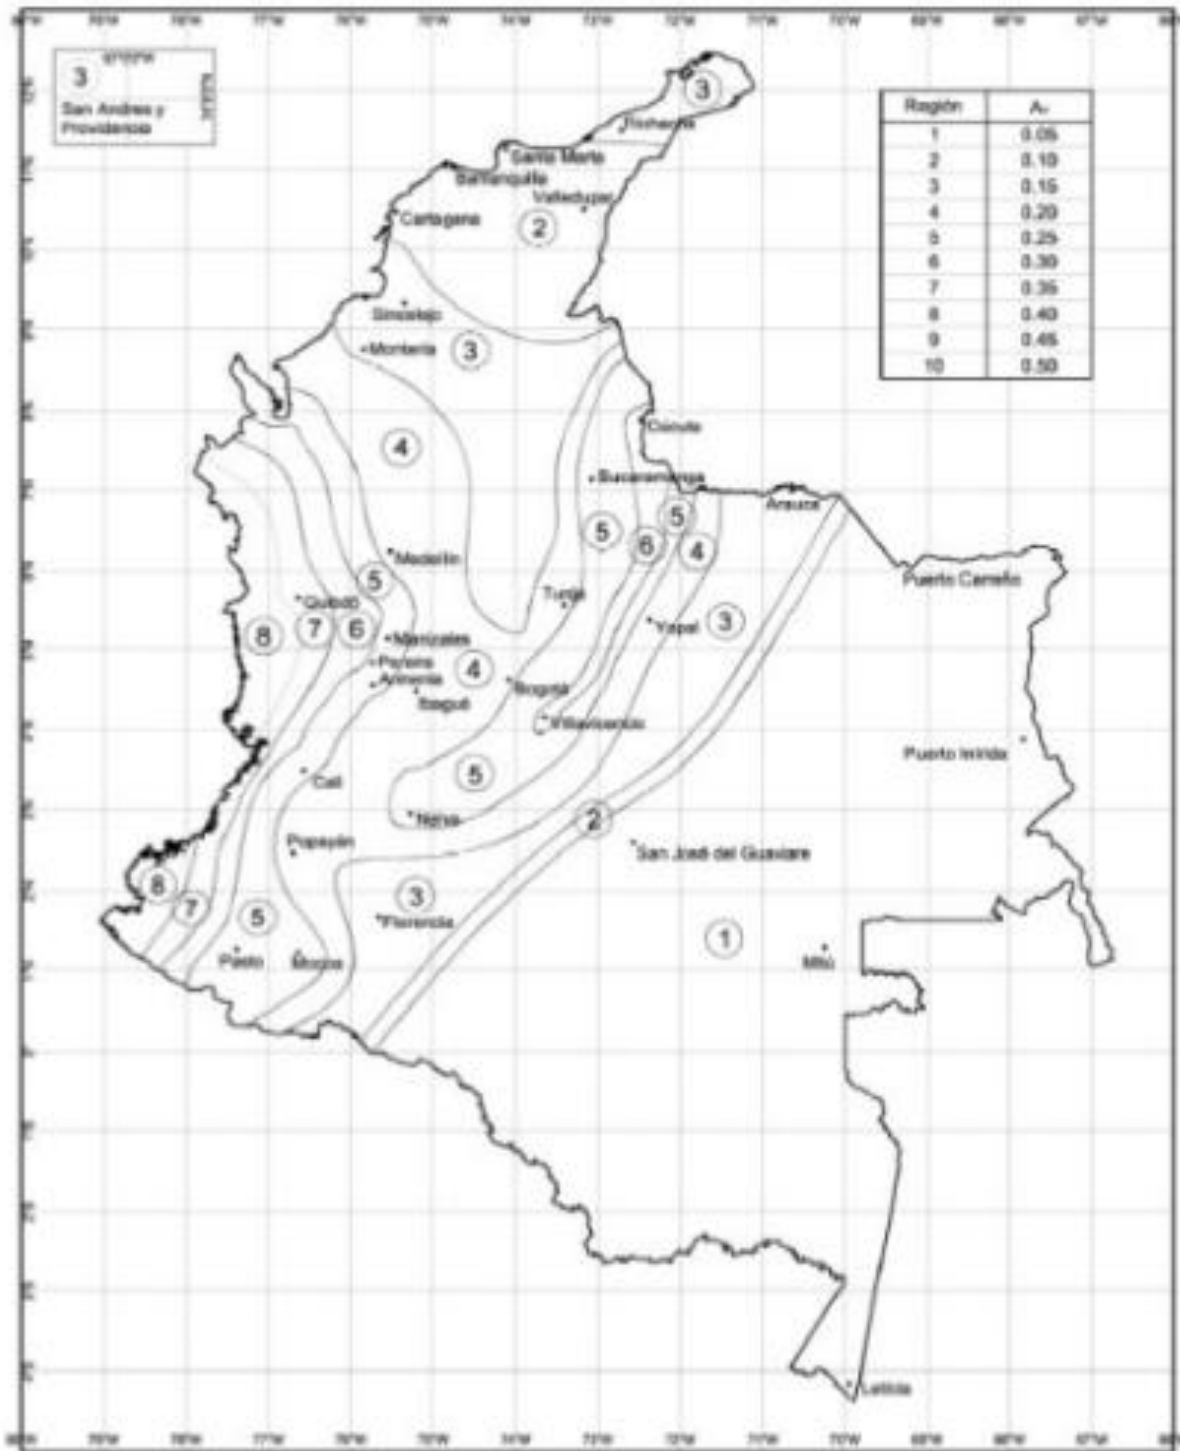 3
San Andres y
Providencia
Región Aᵥ
1 0.05
2 0.10
3 0.15
4 0.20
5 0.25
6 0.30
7 0.35
8 0.40
9 0.45
10 0.50
3
Riohacha
Santa Marta
Barranquilla
Valledupar
Cartagena
2
Sincelejo
Montería
3
4
Cúcuta
Bucaramanga
Arauca
5
5
6
4
Medellín
Puerto Carreño
5
Quibdó
Tunja
8
7
6
Manizales
Yopal
3
Pereira
4
Armenia
Ibagué
Bogotá
Villavicencio
Puerto Inírida
Cali
5
Neiva
2
Popayán
San José del Guaviare
8
7
5
3
Florencia
1
Pasto
Mocoa
Mitú
Leticia